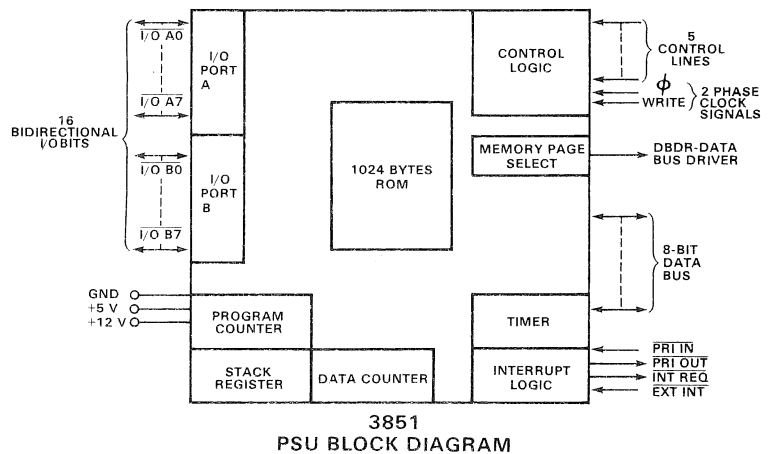 I/O A0
I/O A7
16
BIDIRECTIONAL
I/O BITS
I/O B0
I/O B7
I/O
PORT
A
I/O
PORT
B
GND
+5 V
+12 V
PROGRAM
COUNTER
STACK
REGISTER
DATA COUNTER
1024 BYTES
ROM
CONTROL
LOGIC
MEMORY PAGE
SELECT
TIMER
INTERRUPT
LOGIC
5
CONTROL
LINES
ϕ
WRITE
2 PHASE
CLOCK
SIGNALS
DBDR-DATA
BUS DRIVER
8-BIT
DATA
BUS
PRI IN
PRI OUT
INT REQ
EXT INT
3851
PSU BLOCK DIAGRAM